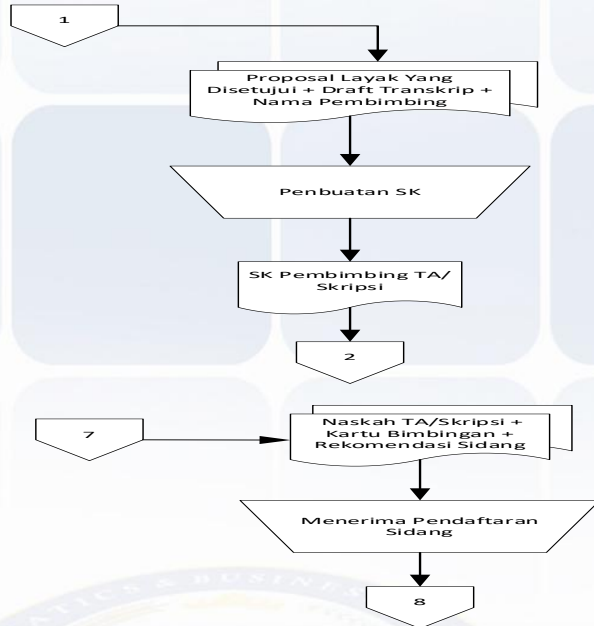 1
Proposal Layak Yang
Disetujui + Draft Transkrip +
Nama Pembimbing
Penbuatan SK
SK Pembimbing TA/
Skripsi
2
7
Naskah TA/Skripsi +
Kartu Bimbingan +
Rekomendasi Sidang
Menerima Pendaftaran
Sidang
8